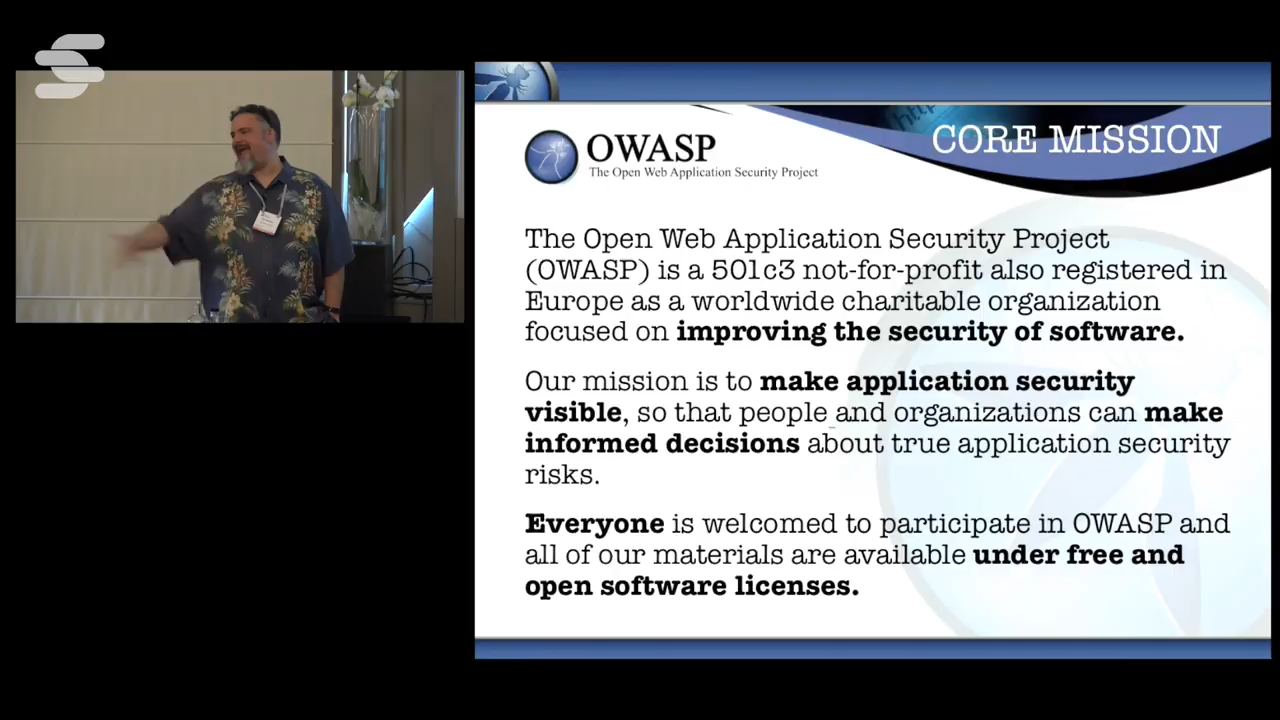 CORE MISSION
OWASP
The Open Web Application Security Project
The Open Web Application Security Project
(OWASP) is a 501c3 not-for-profit also registered in
Europe as a worldwide charitable organization
focused on improving the security of software.
Our mission is to make application security
visible, so that people and organizations can make
informed decisions about true application security
risks.
Everyone is welcomed to participate in OWASP and
all of our materials are available under free and
open software licenses.